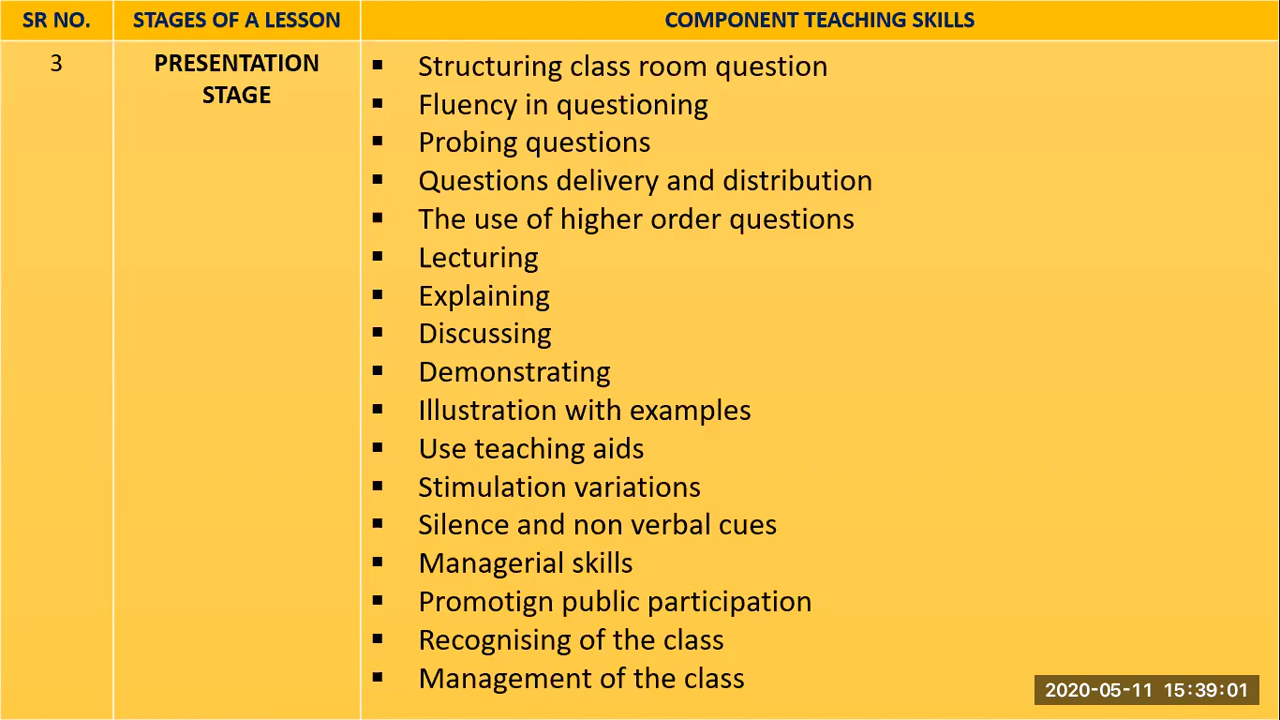 SR NO. STAGES OF A LESSON COMPONENT TEACHING SKILLS
3 PRESENTATION STAGE
▪ Structuring class room question
▪ Fluency in questioning
▪ Probing questions
▪ Questions delivery and distribution
▪ The use of higher order questions
▪ Lecturing
▪ Explaining
▪ Discussing
▪ Demonstrating
▪ Illustration with examples
▪ Use teaching aids
▪ Stimulation variations
▪ Silence and non verbal cues
▪ Managerial skills
▪ Promotign public participation
▪ Recognising of the class
▪ Management of the class
2020-05-11 15:39:01